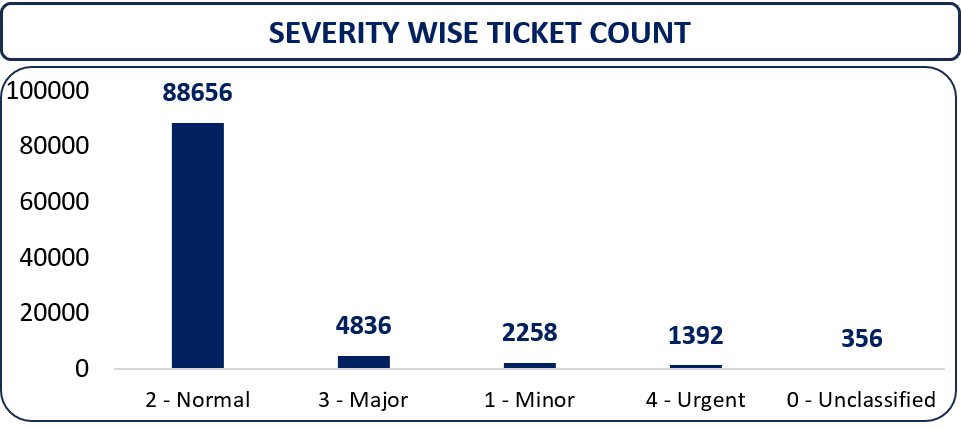 SEVERITY WISE TICKET COUNT
100000
80000
60000
40000
20000
0
88656
4836
2258
1392
356
2 - Normal
3 - Major
1 - Minor
4 - Urgent
0 - Unclassified